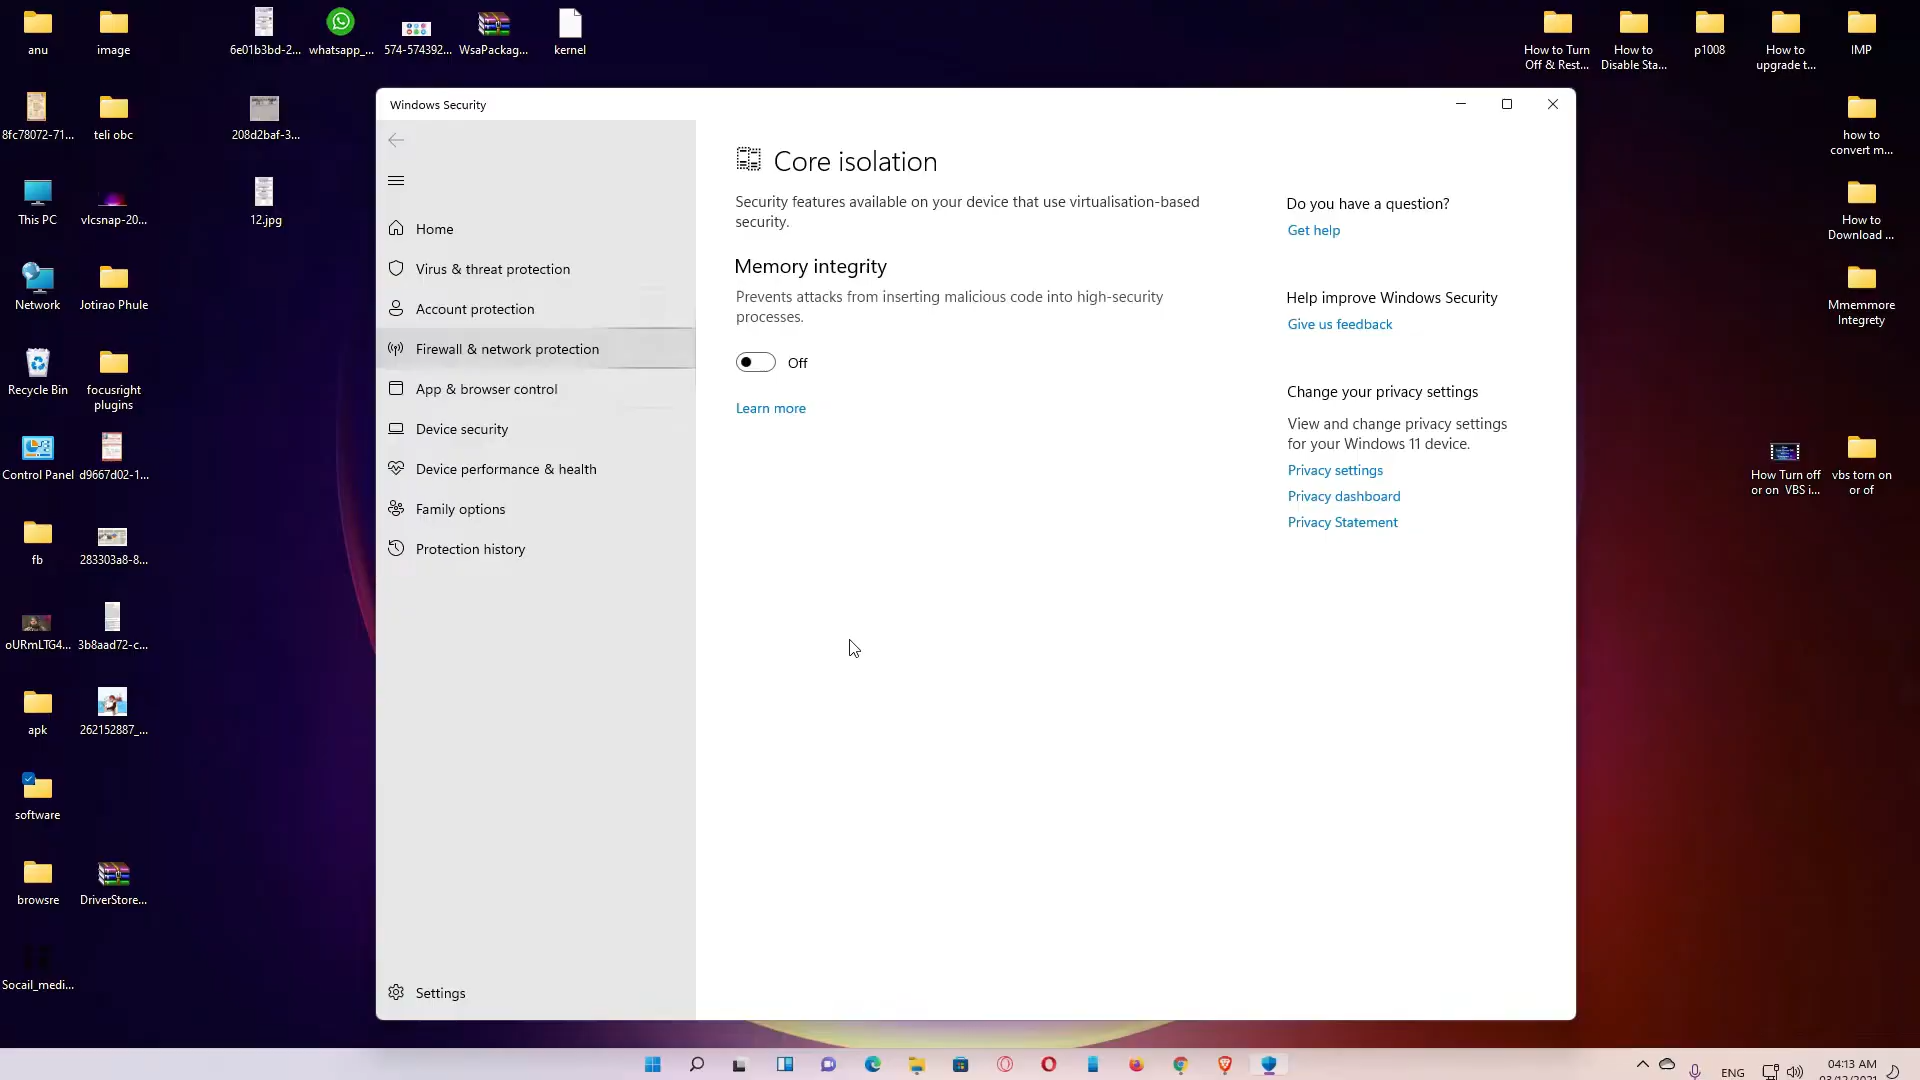 anu
image
6e01b3bd-2...
whatsapp_...
574-574392...
WsaPackag...
kernel
How to Turn
Off & Rest...
How to
Disable Sta...
p1008
How to
upgrade t...
IMP
8fc78072-71...
teli obc
208d2baf-3...
how to
convert m...
This PC
vlcsnap-20...
12.jpg
How to
Download ...
Network
Jotirao Phule
Mmemmore
Integrety
Recycle Bin
focusright
plugins
Control Panel
d9667d02-1...
How Turn off
or on VBS i...
vbs torn on
or of
fb
283303a8-8...
oURmLTG4...
3b8aad72-c...
apk
262152887_...
software
browsre
DriverStore...
Socail_medi...
Windows Security
Home
Virus & threat protection
Account protection
Firewall & network protection
App & browser control
Device security
Device performance & health
Family options
Protection history
Settings
Core isolation
Security features available on your device that use virtualisation-based
security.
Memory integrity
Prevents attacks from inserting malicious code into high-security
processes.
Off
Learn more
Do you have a question?
Get help
Help improve Windows Security
Give us feedback
Change your privacy settings
View and change privacy settings
for your Windows 11 device.
Privacy settings
Privacy dashboard
Privacy Statement
ENG
04:13 AM
03/12/2021